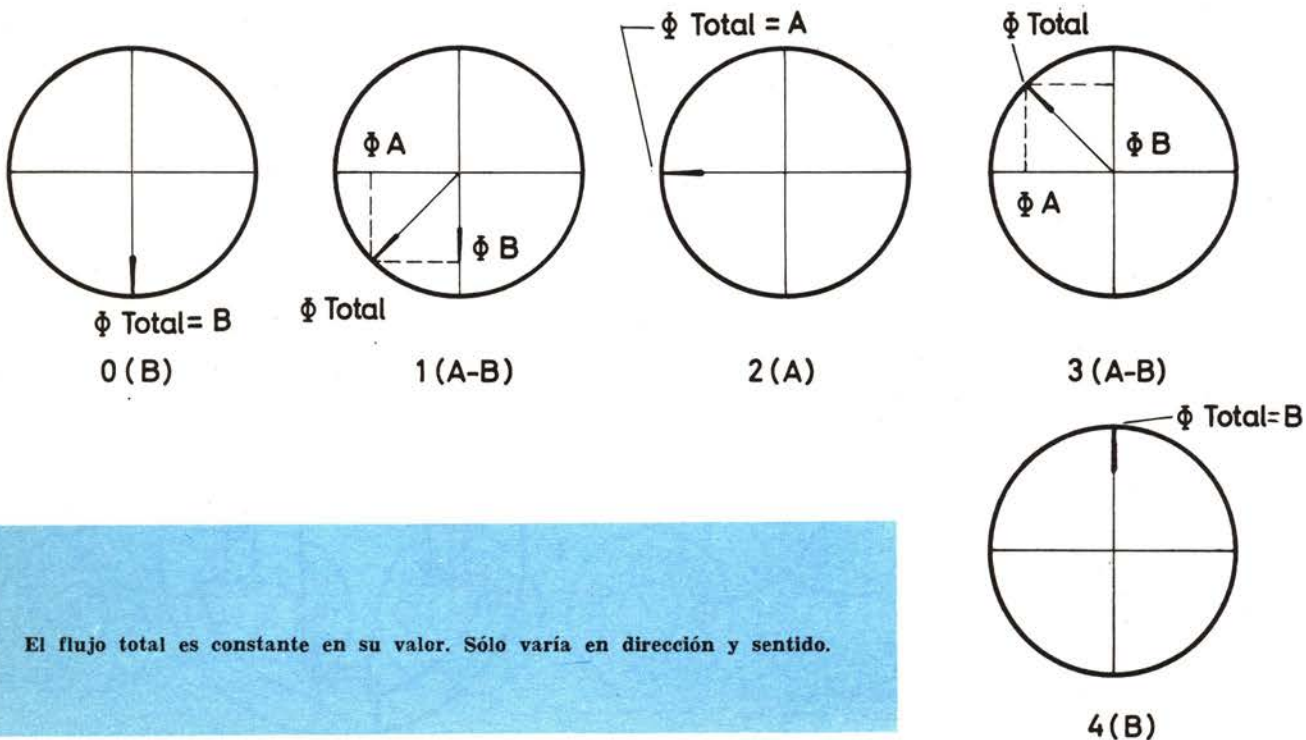 Φ Total = A
Φ Total
Φ A
Φ B
Φ B
Φ A
Φ Total = B
Φ Total
0 (B)
1 (A-B)
2 (A)
3 (A-B)
Φ Total=B
El flujo total es constante en su valor. Sólo varía en dirección y sentido.
4 (B)